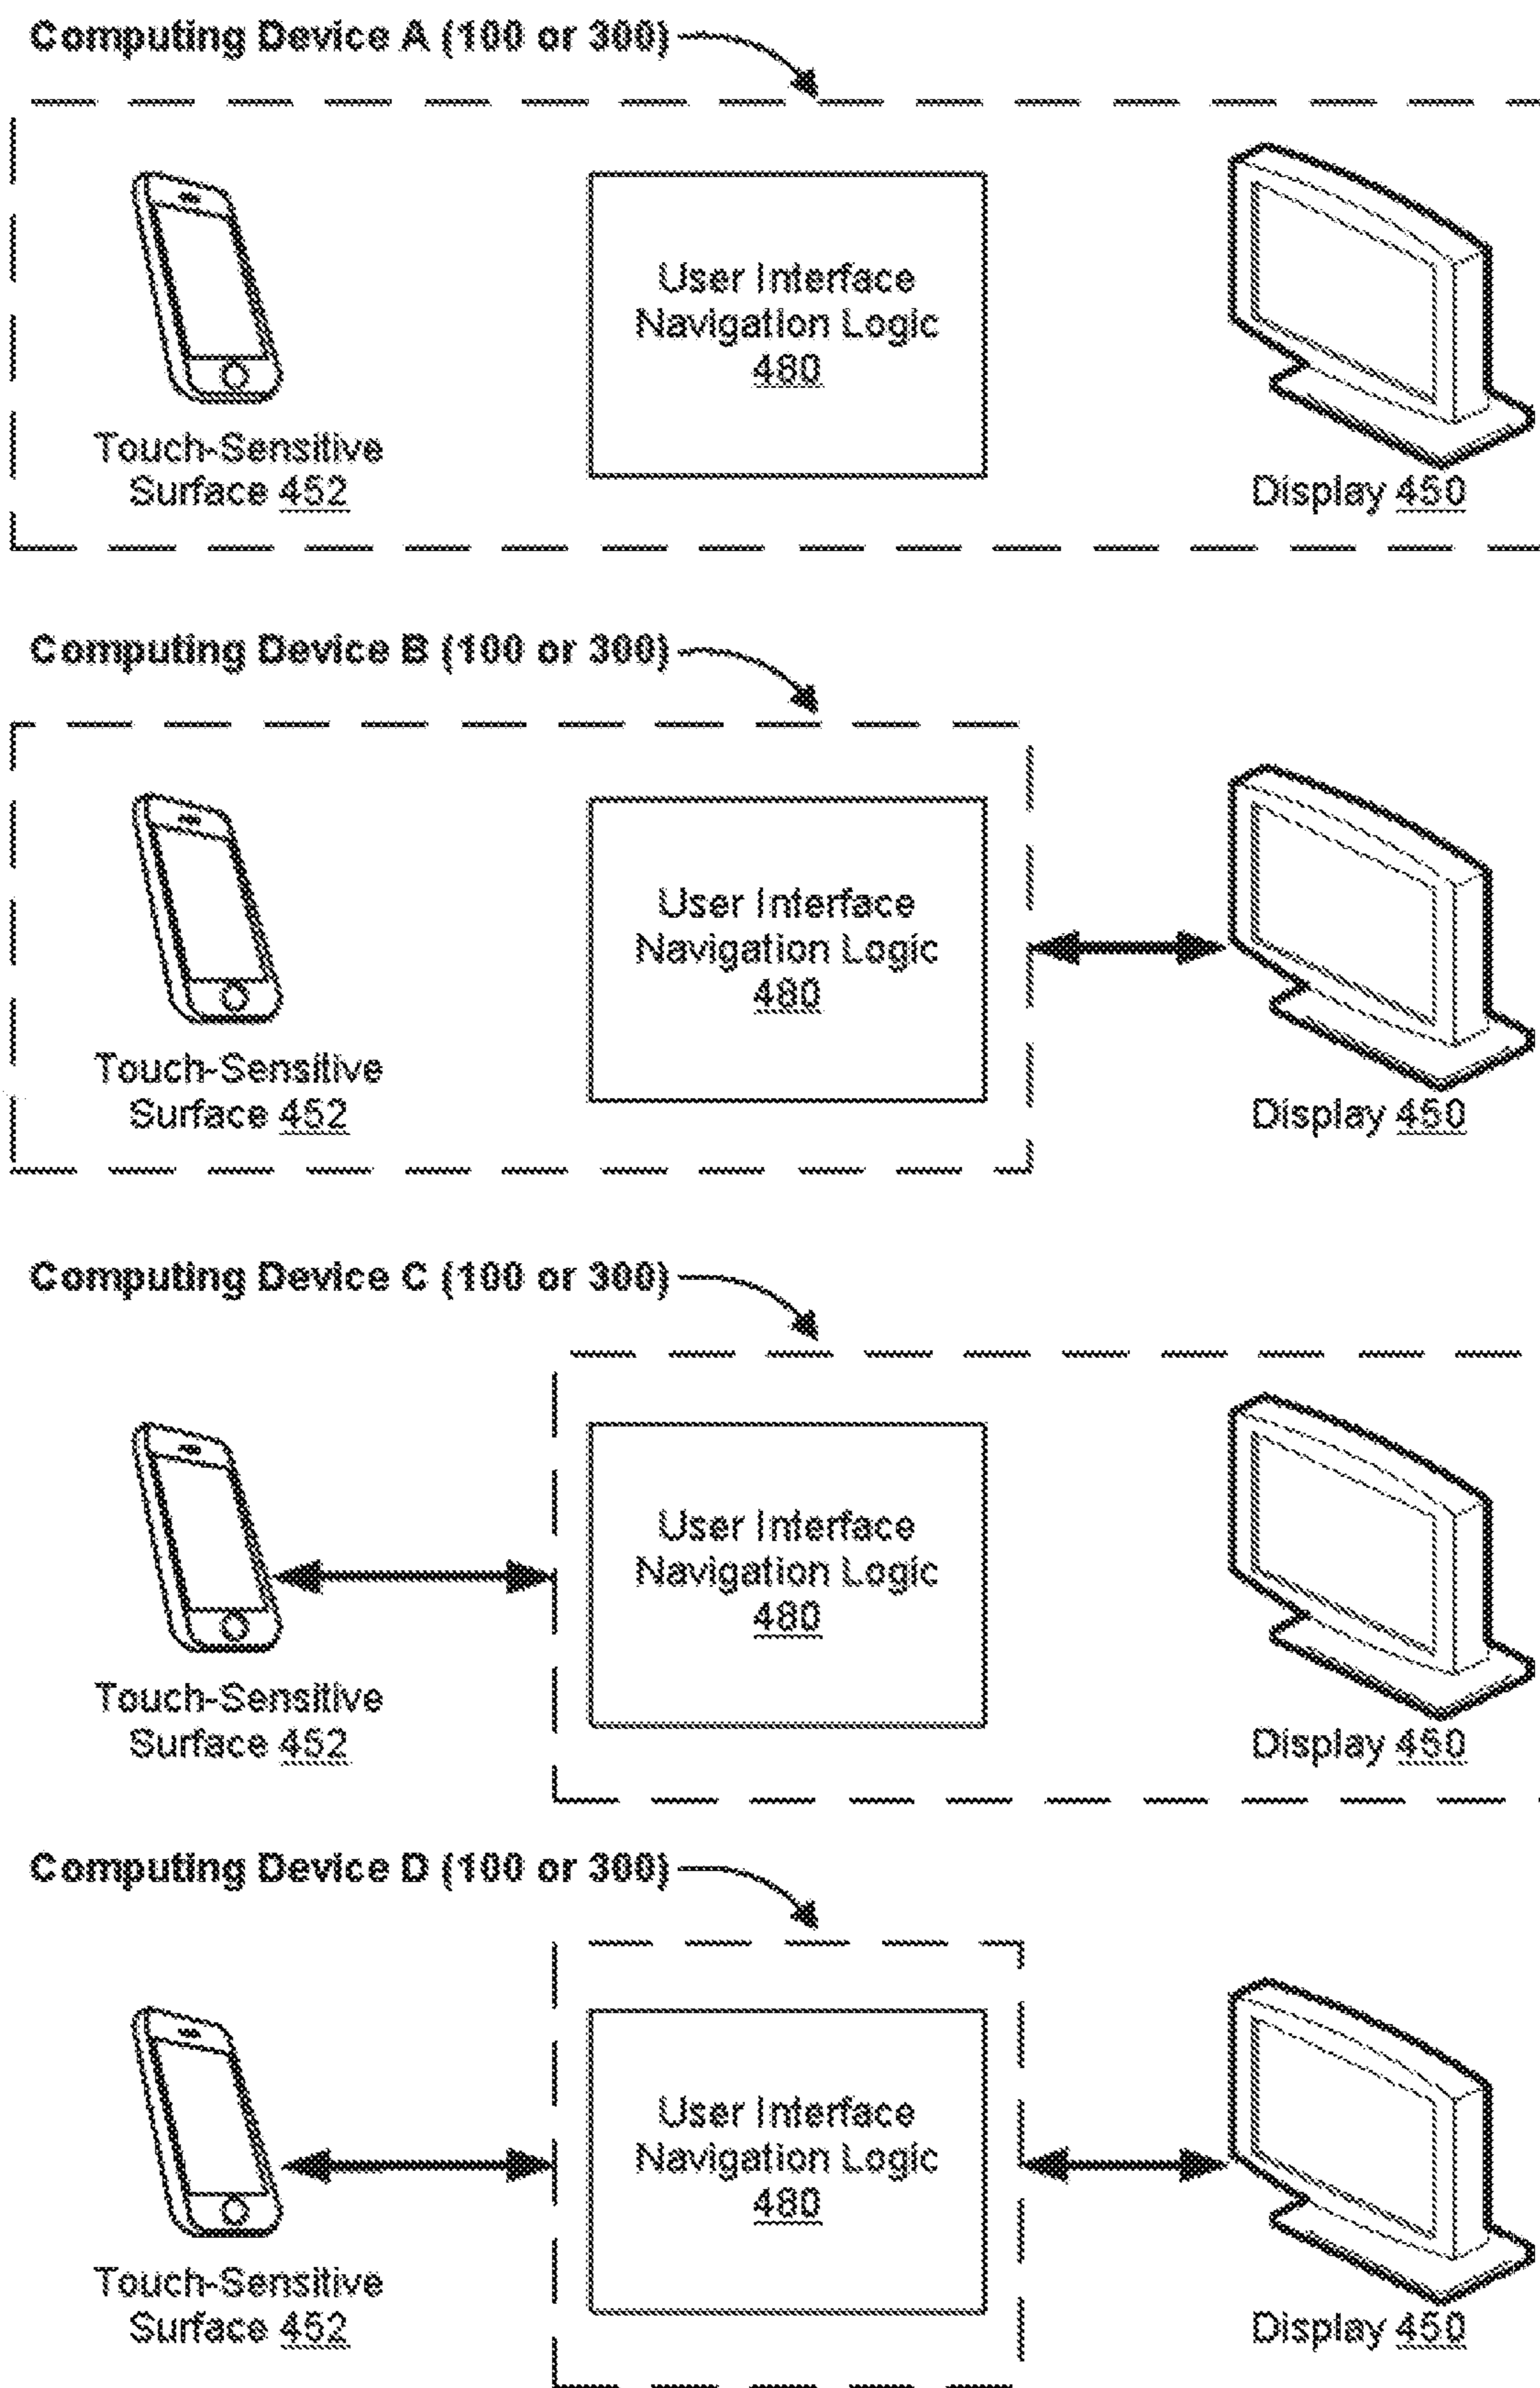 Computing Device A (100 or 300)
User Interface
Navigation Logic
480
Touch-Sensitive
Surface 452
Display 450
Computing Device B (100 or 300)
User Interface
Navigation Logic
480
Touch-Sensitive
Surface 452
Display 450
Computing Device C (100 or 300)
User Interface
Navigation Logic
480
Touch-Sensitive
Surface 452
Display 450
Computing Device D (100 or 300)
User Interface
Navigation Logic
480
Touch-Sensitive
Surface 452
Display 450